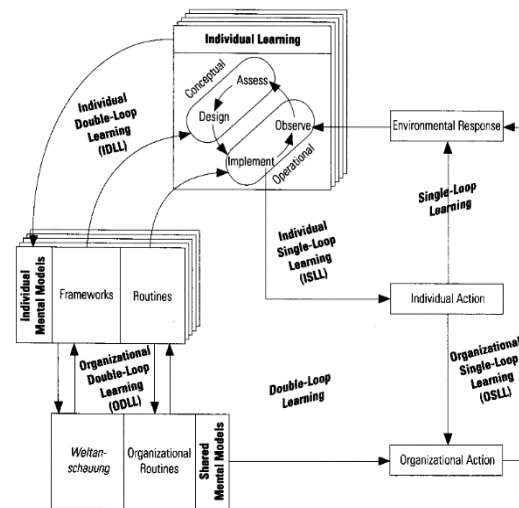 Individual Learning
Conceptual
Assess
Design
Observe
Implement
Operational
Individual
Double-Loop
Learning
(IDLL)
Environmental Response
Single-Loop
Learning
Individual
Single-Loop
Learning
(ISLL)
Individual
Mental Models
Frameworks
Routines
Individual Action
Organizational
Double-Loop
Learning
(ODLL)
Double-Loop
Learning
Organizational
Single-Loop
Learning
(OSLL)
Weltan-
schauung
Organizational
Routines
Shared
Mental Models
Organizational Action